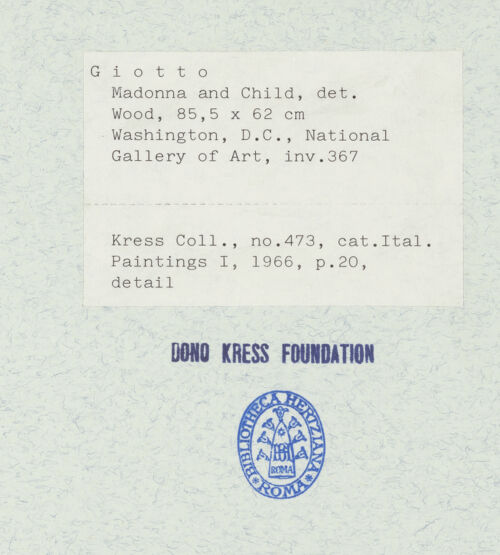 G i o t t o
Madonna and Child, det.
Wood, 85,5 x 62 cm
Washington, D.C., National
Gallery of Art, inv.367
Kress Coll., no.473, cat.Ital.
Paintings I, 1966, p.20,
detail
DONO KRESS FOUNDATION
BIBLIOTHECA HERTZIANA
BH
ROMA
* ROMA *